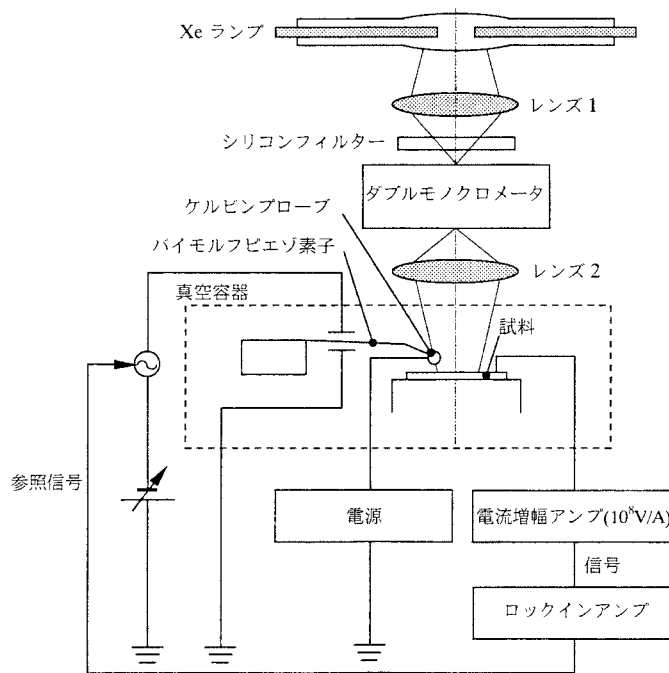 Xe ランプ
レンズ 1
シリコンフィルター
ダブルモノクロメータ
ケルビンプローブ
バイモルフピエゾ素子
レンズ 2
真空容器
試料
参照信号
電源
電流増幅アンプ(10⁸V/A)
信号
ロックインアンプ